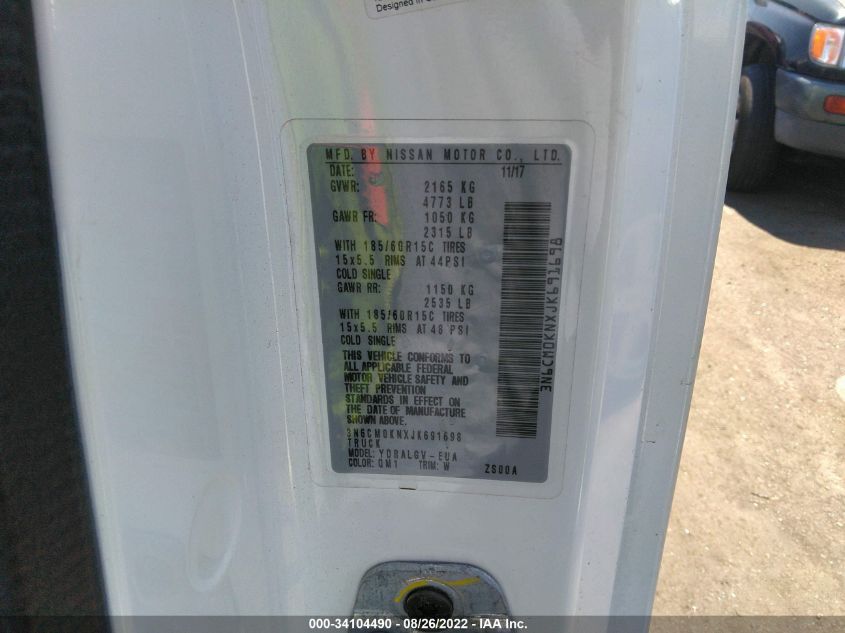 Designed in
MFD. BY NISSAN MOTOR CO., LTD.
DATE: 11/17
GVWR: 2165 KG
4773 LB
GAWR FR: 1050 KG
2315 LB
WITH 185/60R15C TIRES
15x5.5 RIMS AT 44PSI
COLD SINGLE
GAWR RR: 1150 KG
2535 LB
WITH 185/60R15C TIRES
15x5.5 RIMS AT 48 PSI
COLD SINGLE
THIS VEHICLE CONFORMS TO
ALL APPLICABLE FEDERAL
MOTOR VEHICLE SAFETY AND
THEFT PREVENTION
STANDARDS IN EFFECT ON
THE DATE OF MANUFACTURE
SHOWN ABOVE.
3N6CM0KNXJK691698
TRUCK
MODEL: YDRALGV-EUA
COLOR: QM1 TRIM: W ZS00A
3N6CM0KNXJK691698
000-34104490 - 08/26/2022 - IAA Inc.